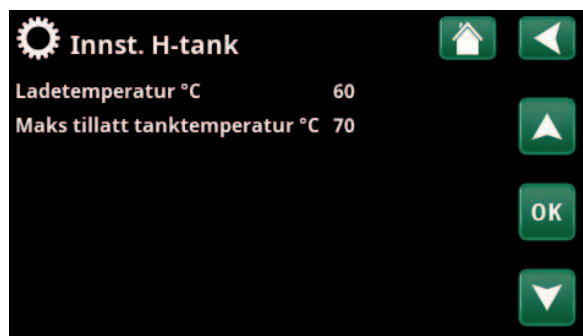 Innst. H-tank
Ladetemperatur °C 60
Maks tillatt tanktemperatur °C 70
OK